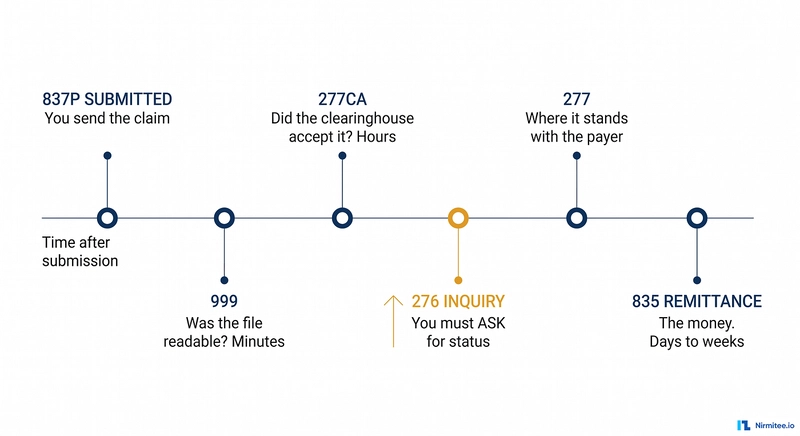 837P SUBMITTED
You send the claim
277CA
Did the clearinghouse
accept it? Hours
277
Where it stands
with the payer
Time after
submission
999
Was the file
readable? Minutes
276 INQUIRY
You must ASK
for status
835 REMITTANCE
The money.
Days to weeks
Nirmitee.io